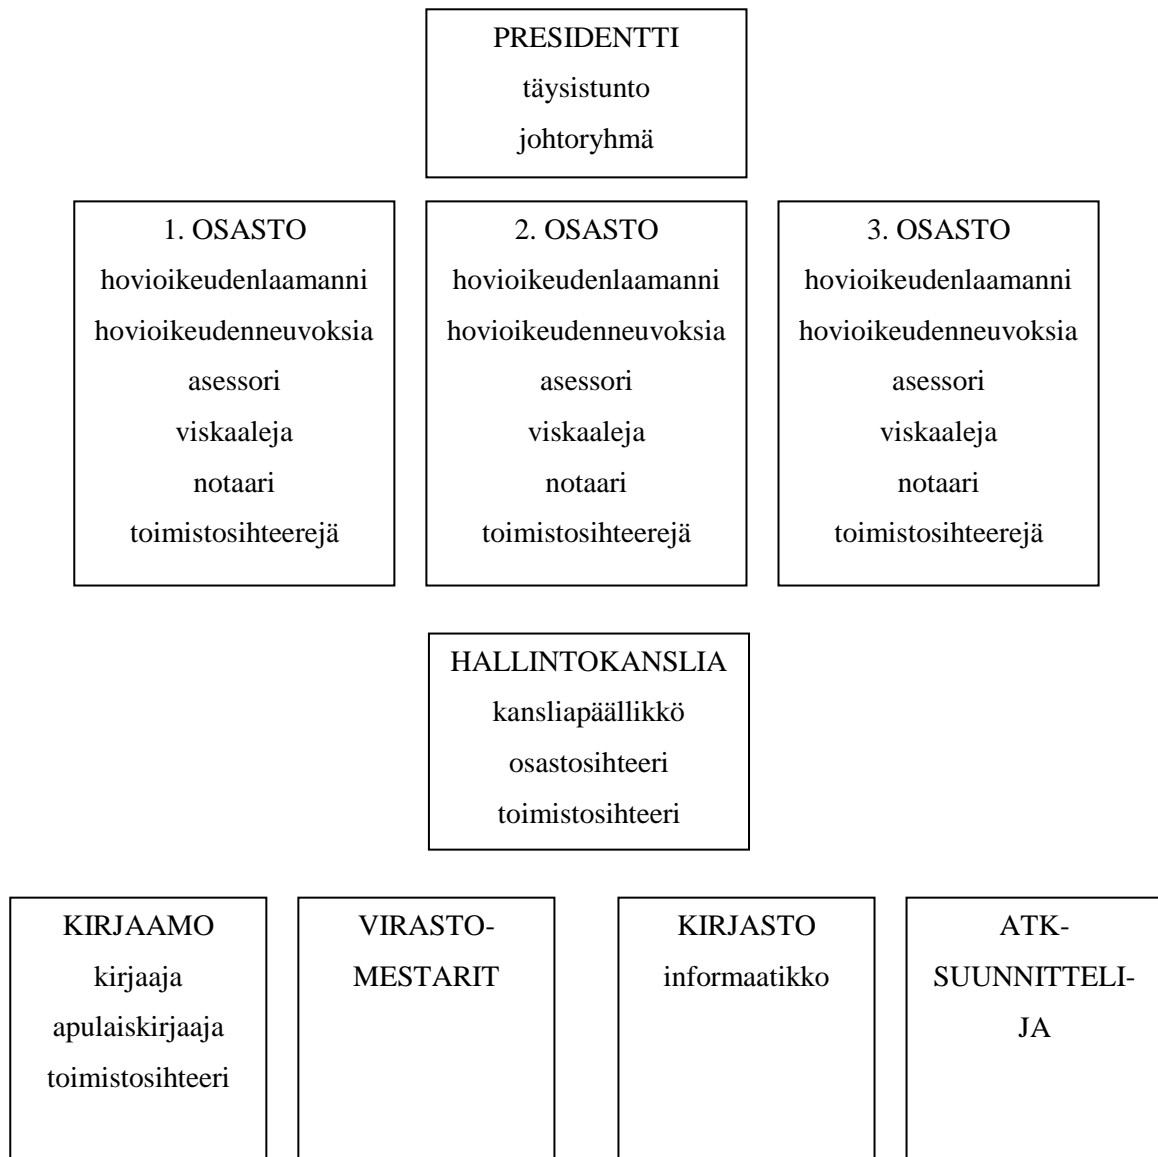 PRESIDENTTI
täysistunto
johtoryhmä
1. OSASTO
hovioikeudenlaamanni
hovioikeudenneuvoksia
asessori
viskaaleja
notaari
toimistosihteerejä
2. OSASTO
hovioikeudenlaamanni
hovioikeudenneuvoksia
asessori
viskaaleja
notaari
toimistosihteerejä
3. OSASTO
hovioikeudenlaamanni
hovioikeudenneuvoksia
asessori
viskaaleja
notaari
toimistosihteerejä
HALLINTOKANSLIA
kansliapäällikkö
osastosihteeri
toimistosihteeri
KIRJAAMO
kirjaaja
apulaiskirjaaja
toimistosihteeri
VIRASTO-
MESTARIT
KIRJASTO
informaatikko
ATK-
SUUNNITTELI-
JA